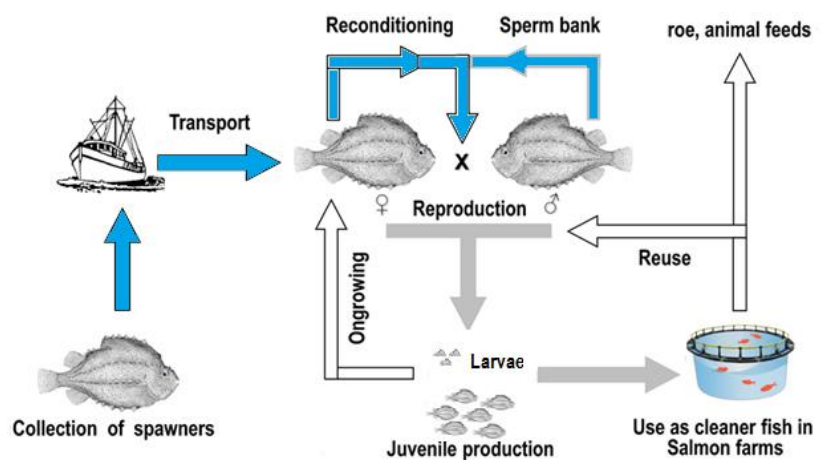 Reconditioning
Sperm bank
roe, animal feeds
Transport
X
♀
Reproduction
♂
Reuse
Ongrowing
Larvae
Collection of spawners
Juvenile production
Use as cleaner fish in
Salmon farms